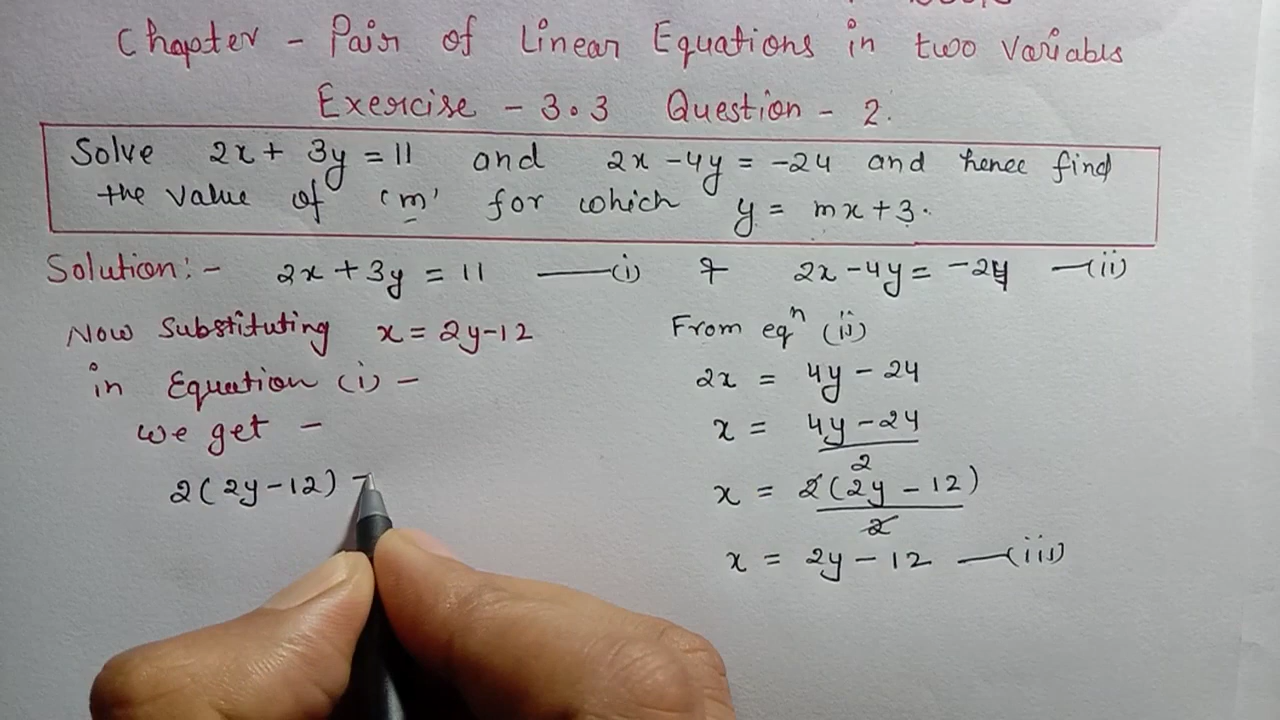 Chapter - Pair of Linear Equations in two Variabls
Exercise - 3.3 Question - 2.
Solve 2x + 3y = 11 and 2x - 4y = -24 and hence find
the value of 'm' for which y = mx + 3.
Solution:- 2x + 3y = 11 —(i) & 2x - 4y = -24 —(ii)
Now substituting x = 2y-12
in Equation (i) -
we get -
2(2y-12)
From eqⁿ (ii)
2x = 4y - 24
x = 4y - 24
2
x = 2(2y - 12)
2
x = 2y - 12 —(iii)